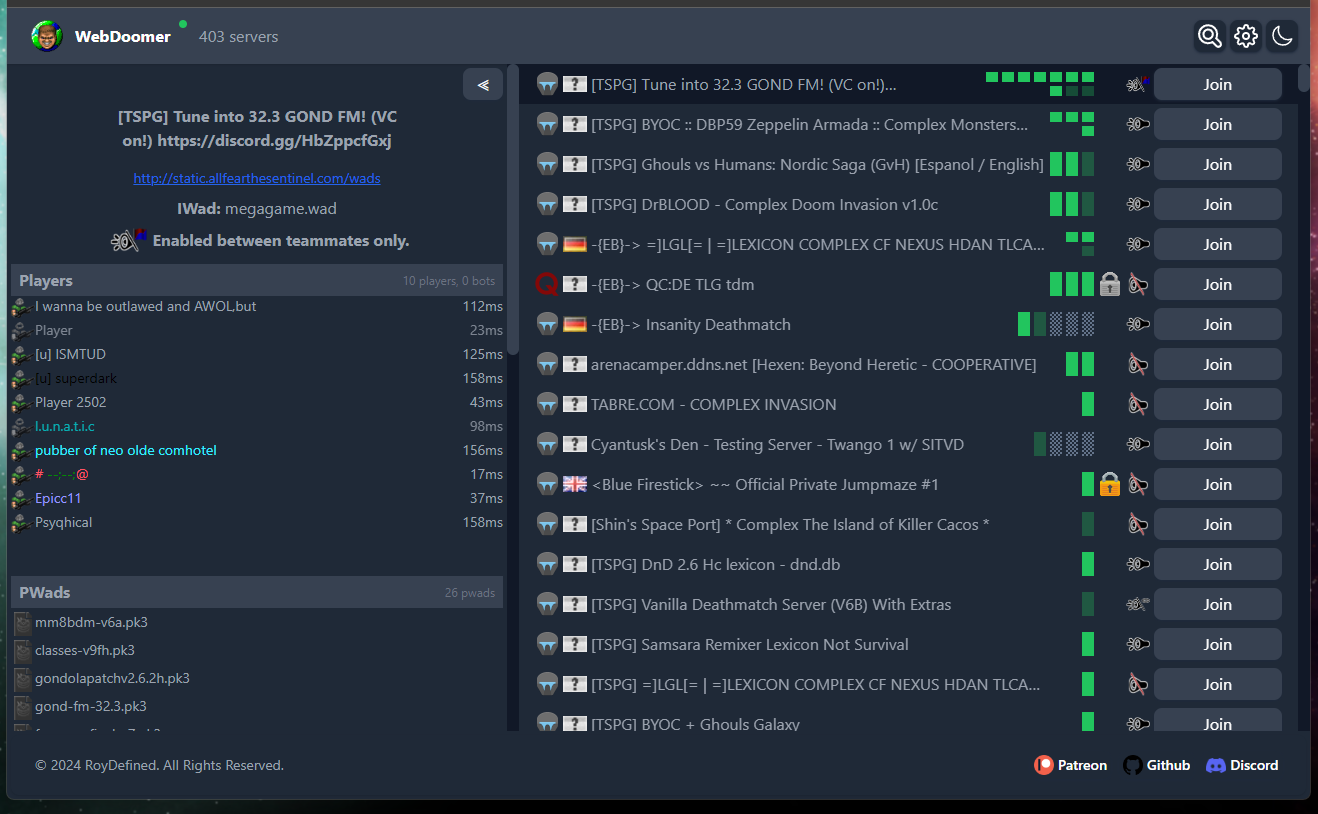 WebDoomer
403 servers
[TSPG] Tune into 32.3 GOND FM! (VC
on!) https://discord.gg/HbZppcfGxj
http://static.allfearthesentinel.com/wads
IWad: megagame.wad
Enabled between teammates only.
Players 10 players, 0 bots
I wanna be outlawed and AWOL,but 112ms
Player 23ms
[u] ISMTUD 125ms
[u] superdark 158ms
Player 2502 43ms
l.u.n.a.t.i.c 98ms
pubber of neo olde comhotel 156ms
# --:--:@ 17ms
Epicc11 37ms
Psyqhical 158ms
PWads 26 pwads
mm8bdm-v6a.pk3
classes-v9fh.pk3
gondolapatchv2.6.2h.pk3
gond-fm-32.3.pk3
[TSPG] Tune into 32.3 GOND FM! (VC on!)... Join
[TSPG] BYOC :: DBP59 Zeppelin Armada :: Complex Monsters... Join
[TSPG] Ghouls vs Humans: Nordic Saga (GvH) [Espanol / English] Join
[TSPG] DrBLOOD - Complex Doom Invasion v1.0c Join
-{EB}-> =]LGL[= | =]LEXICON COMPLEX CF NEXUS HDAN TLCA... Join
-{EB}-> QC:DE TLG tdm Join
-{EB}-> Insanity Deathmatch Join
arenacamper.ddns.net [Hexen: Beyond Heretic - COOPERATIVE] Join
TABRE.COM - COMPLEX INVASION Join
Cyantusk's Den - Testing Server - Twango 1 w/ SITVD Join
<Blue Firestick> ~~ Official Private Jumpmaze #1 Join
[Shin's Space Port] * Complex The Island of Killer Cacos * Join
[TSPG] DnD 2.6 Hc lexicon - dnd.db Join
[TSPG] Vanilla Deathmatch Server (V6B) With Extras Join
[TSPG] Samsara Remixer Lexicon Not Survival Join
[TSPG] =]LGL[= | =]LEXICON COMPLEX CF NEXUS HDAN TLCA... Join
[TSPG] BYOC + Ghouls Galaxy Join
© 2024 RoyDefined. All Rights Reserved.
Patreon Github Discord